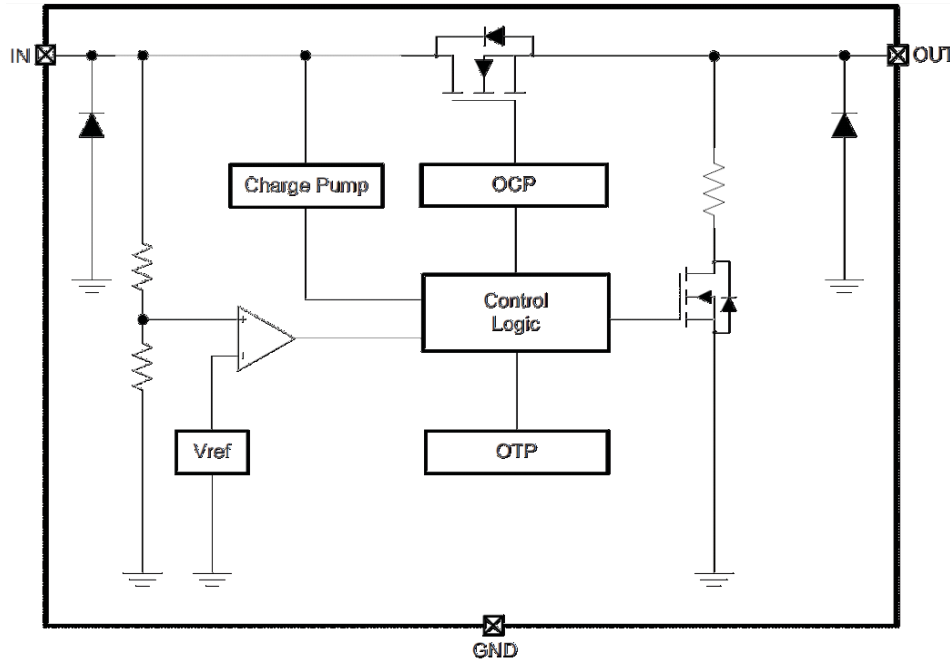 IN
OUT
Charge Pump
OCP
Control
Logic
+
-
Vref
OTP
GND